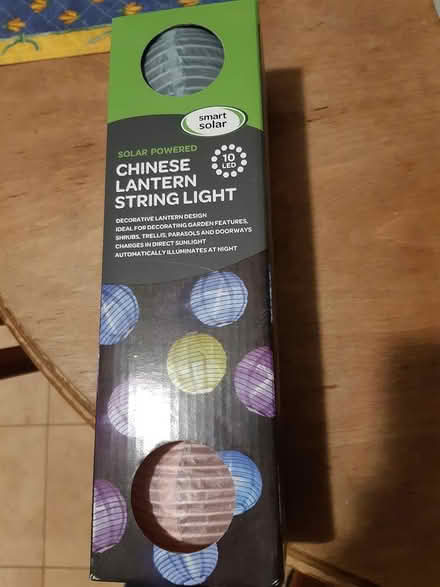 smart
solar
SOLAR POWERED
CHINESE
LANTERN
STRING LIGHT
10
LED
DECORATIVE LANTERN DESIGN
IDEAL FOR DECORATING GARDEN FEATURES,
SHRUBS, TRELLIS, PARASOLS AND DOORWAYS
CHARGES IN DIRECT SUNLIGHT
AUTOMATICALLY ILLUMINATES AT NIGHT